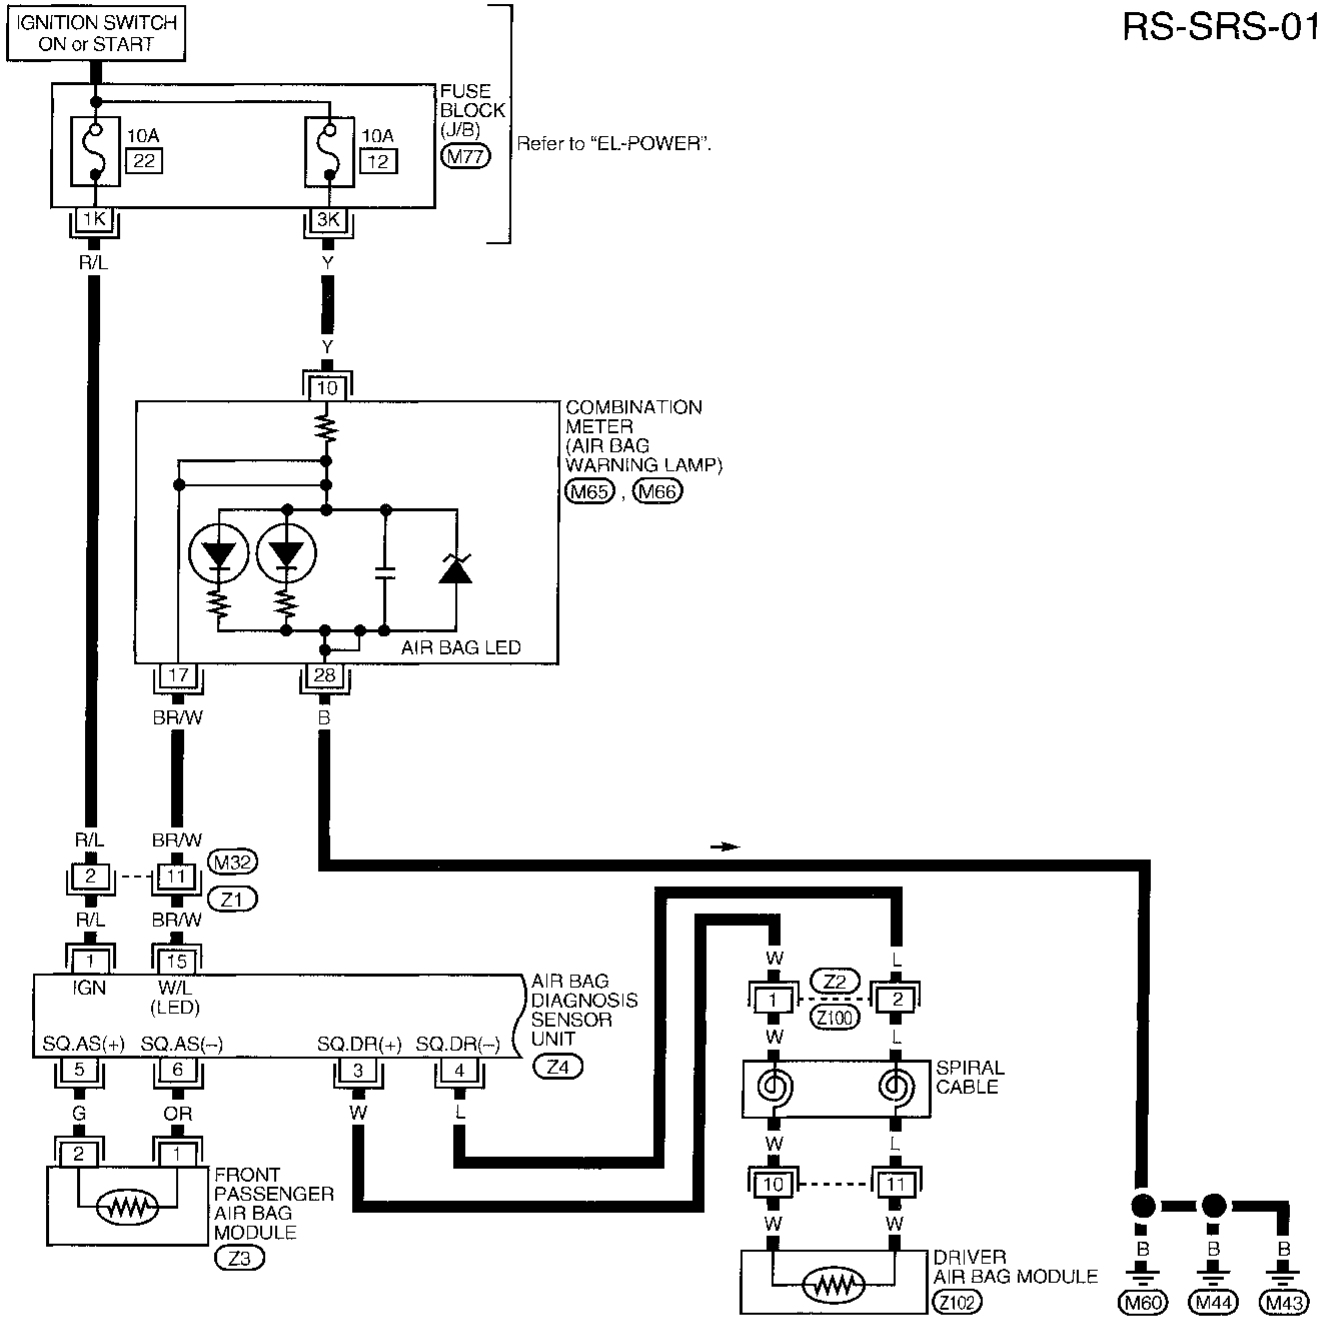 RS-SRS-01
IGNITION SWITCH
ON or START
FUSE
BLOCK
(J/B)
M77
Refer to “EL-POWER”.
10A
22
10A
12
1K
3K
R/L
Y
Y
10
COMBINATION
METER
(AIR BAG
WARNING LAMP)
M65 , M66
AIR BAG LED
17
28
BR/W
B
R/L
BR/W
M32
2
11
Z1
R/L
BR/W
1
15
IGN
W/L
(LED)
AIR BAG
DIAGNOSIS
SENSOR
UNIT
Z4
SQ.AS(+)
SQ.AS(–)
SQ.DR(+)
SQ.DR(–)
5
6
3
4
G
OR
W
L
2
1
FRONT
PASSENGER
AIR BAG
MODULE
Z3
W
L
1
Z2
2
Z100
W
L
SPIRAL
CABLE
W
L
10
11
W
W
DRIVER
AIR BAG MODULE
Z102
B
B
B
M60
M44
M43